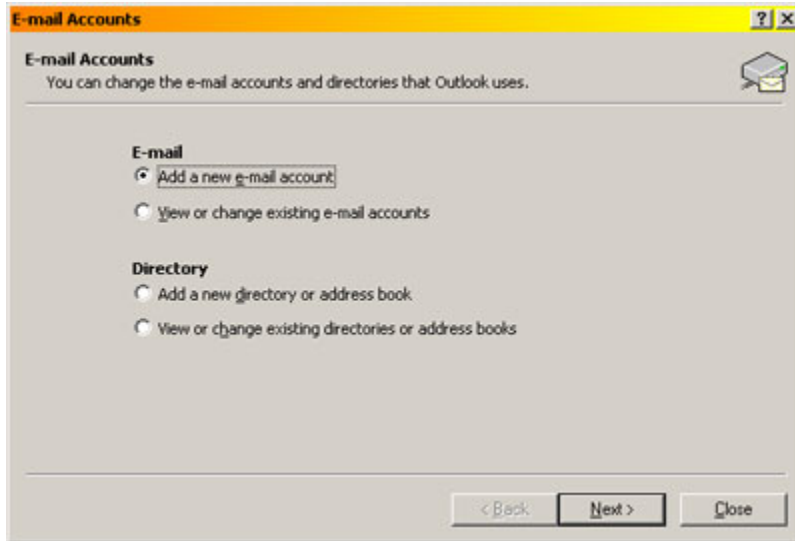 E-mail Accounts
E-mail Accounts
You can change the e-mail accounts and directories that Outlook uses.
E-mail
Add a new e-mail account
View or change existing e-mail accounts
Directory
Add a new directory or address book
View or change existing directories or address books
< Back
Next >
Close